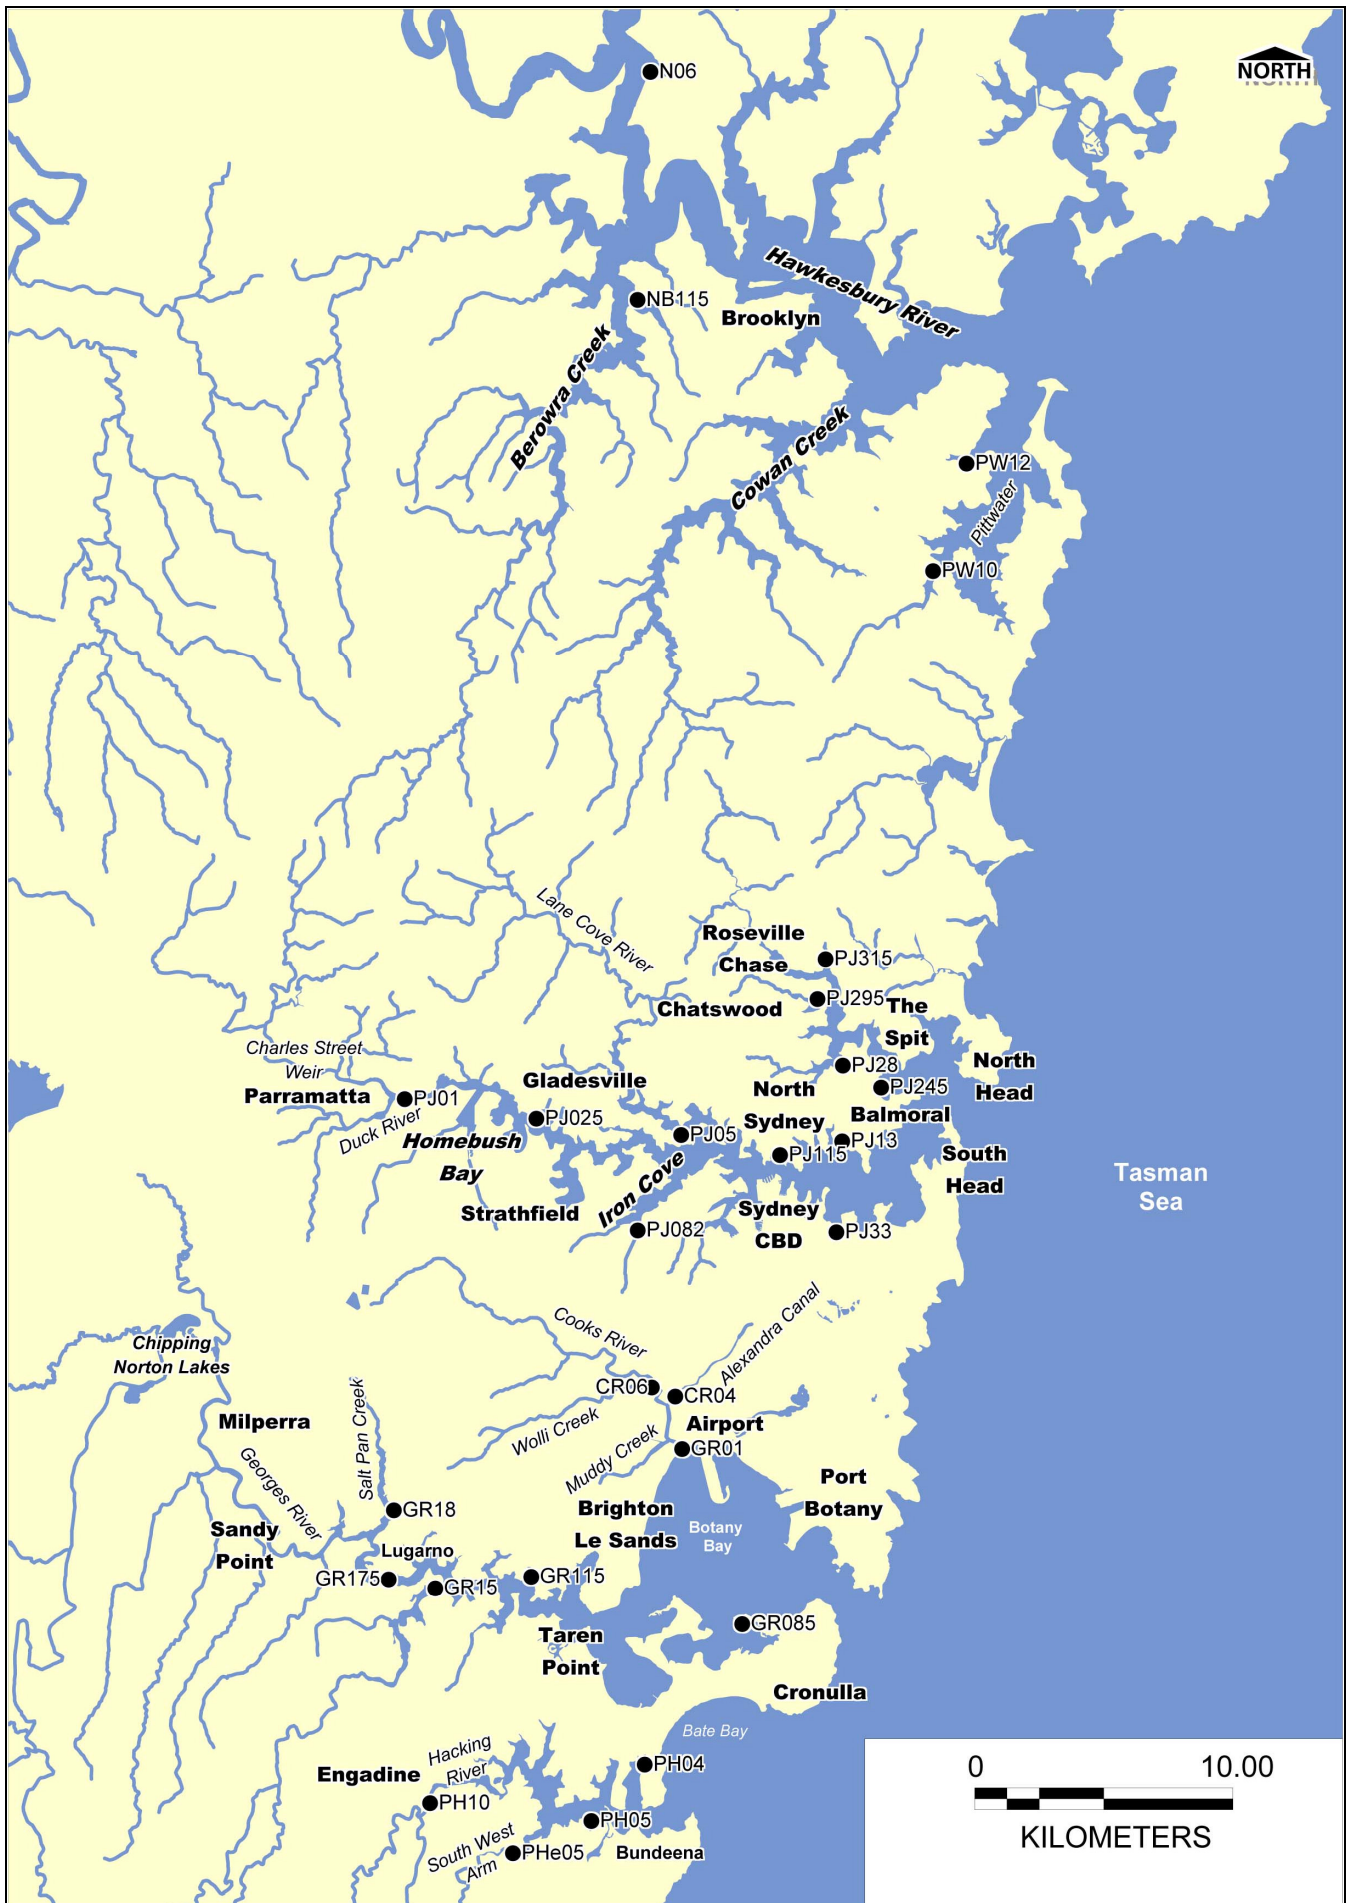 NORTH
N06
Hawkesbury River
NB115
Brooklyn
Berowra Creek
Cowan Creek
PW12
Pittwater
PW10
Lane Cove River
Roseville
Chase
PJ315
PJ295
Chatswood
The
Spit
Charles Street
Weir
North
Head
PJ28
Gladesville
North
Sydney
PJ245
Parramatta
PJ01
Balmoral
PJ025
Duck River
Homebush
Bay
PJ05
PJ13
PJ115
South
Head
Tasman
Sea
Iron Cove
Strathfield
Sydney
CBD
PJ082
PJ33
Cooks River
Alexandra Canal
Chipping
Norton Lakes
CR06
CR04
Salt Pan Creek
Milperra
Wolli Creek
Airport
Muddy Creek
GR01
Georges River
Port
Botany
GR18
Brighton
Le Sands
Sandy
Point
Botany
Bay
Lugarno
GR175
GR15
GR115
GR085
Taren
Point
Cronulla
Bate Bay
Hacking
River
Engadine
PH04
PH10
PH05
South West
Arm
PHe05
Bundeena
0 10.00
KILOMETERS